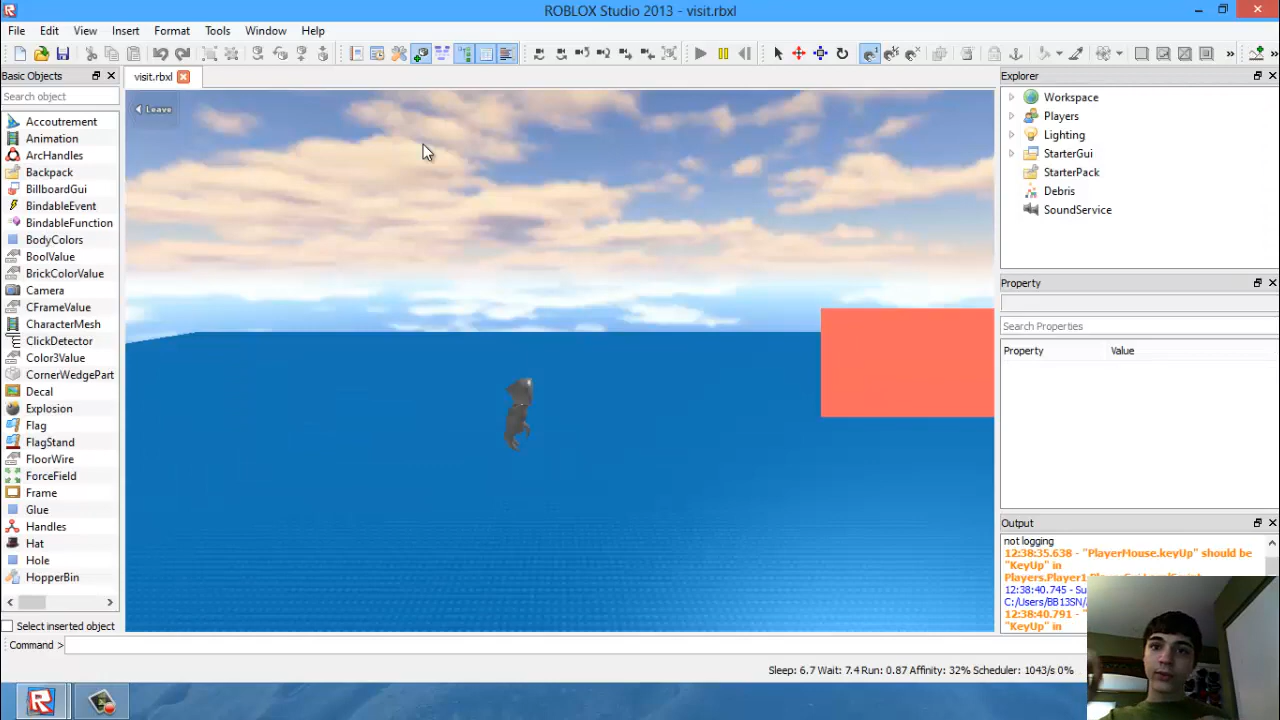 ROBLOX Studio 2013 - visit.rbxl
File Edit View Insert Format Tools Window Help
Basic Objects
visit.rbxl
Explorer
Search object
Leave
Accoutrement
Animation
ArcHandles
Backpack
BillboardGui
BindableEvent
BindableFunction
BodyColors
BoolValue
BrickColorValue
Camera
CFrameValue
CharacterMesh
ClickDetector
Color3Value
CornerWedgePart
Decal
Explosion
Flag
FlagStand
FloorWire
ForceField
Frame
Glue
Handles
Hat
Hole
HopperBin
Select inserted object
Workspace
Players
Lighting
StarterGui
StarterPack
Debris
SoundService
Property
Search Properties
Property Value
Output
not logging
12:38:35.638 - "PlayerMouse.keyUp" should be
"KeyUp" in
12:38:40.745 - Su
C:/Users/BB13SN/
12:38:40.791 - "
"KeyUp" in
Command >
Sleep: 6.7 Wait: 7.4 Run: 0.87 Affinity: 32% Scheduler: 1043/s 0%